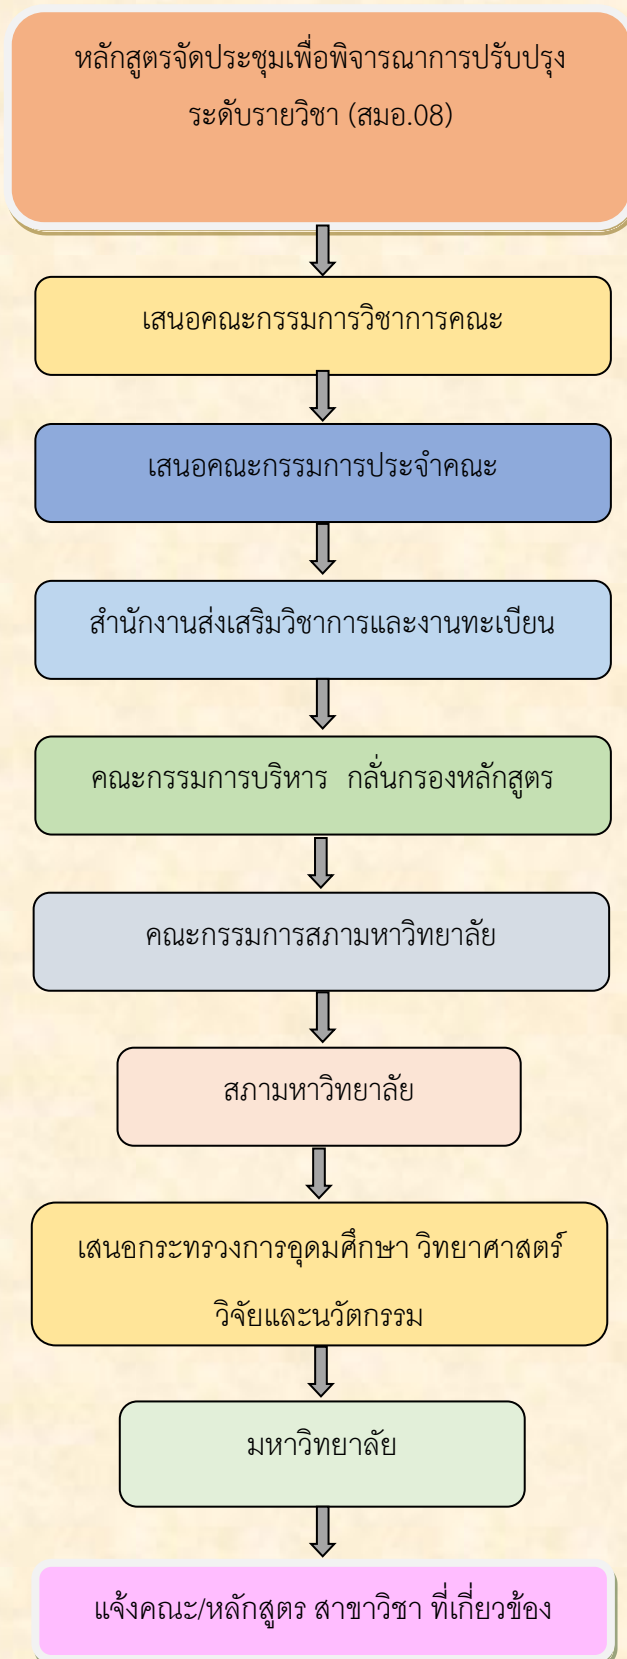 หลักสูตรจัดประชุมเพื่อพิจารณาการปรับปรุง
ระดับรายวิชา (สมอ.08)
เสนอคณะกรรมการวิชาการคณะ
เสนอคณะกรรมการประจำคณะ
สำนักงานส่งเสริมวิชาการและงานทะเบียน
คณะกรรมการบริหาร กลั่นกรองหลักสูตร
คณะกรรมการสภามหาวิทยาลัย
สภามหาวิทยาลัย
เสนอกระทรวงการอุดมศึกษา วิทยาศาสตร์
วิจัยและนวัตกรรม
มหาวิทยาลัย
แจ้งคณะ/หลักสูตร สาขาวิชา ที่เกี่ยวข้อง